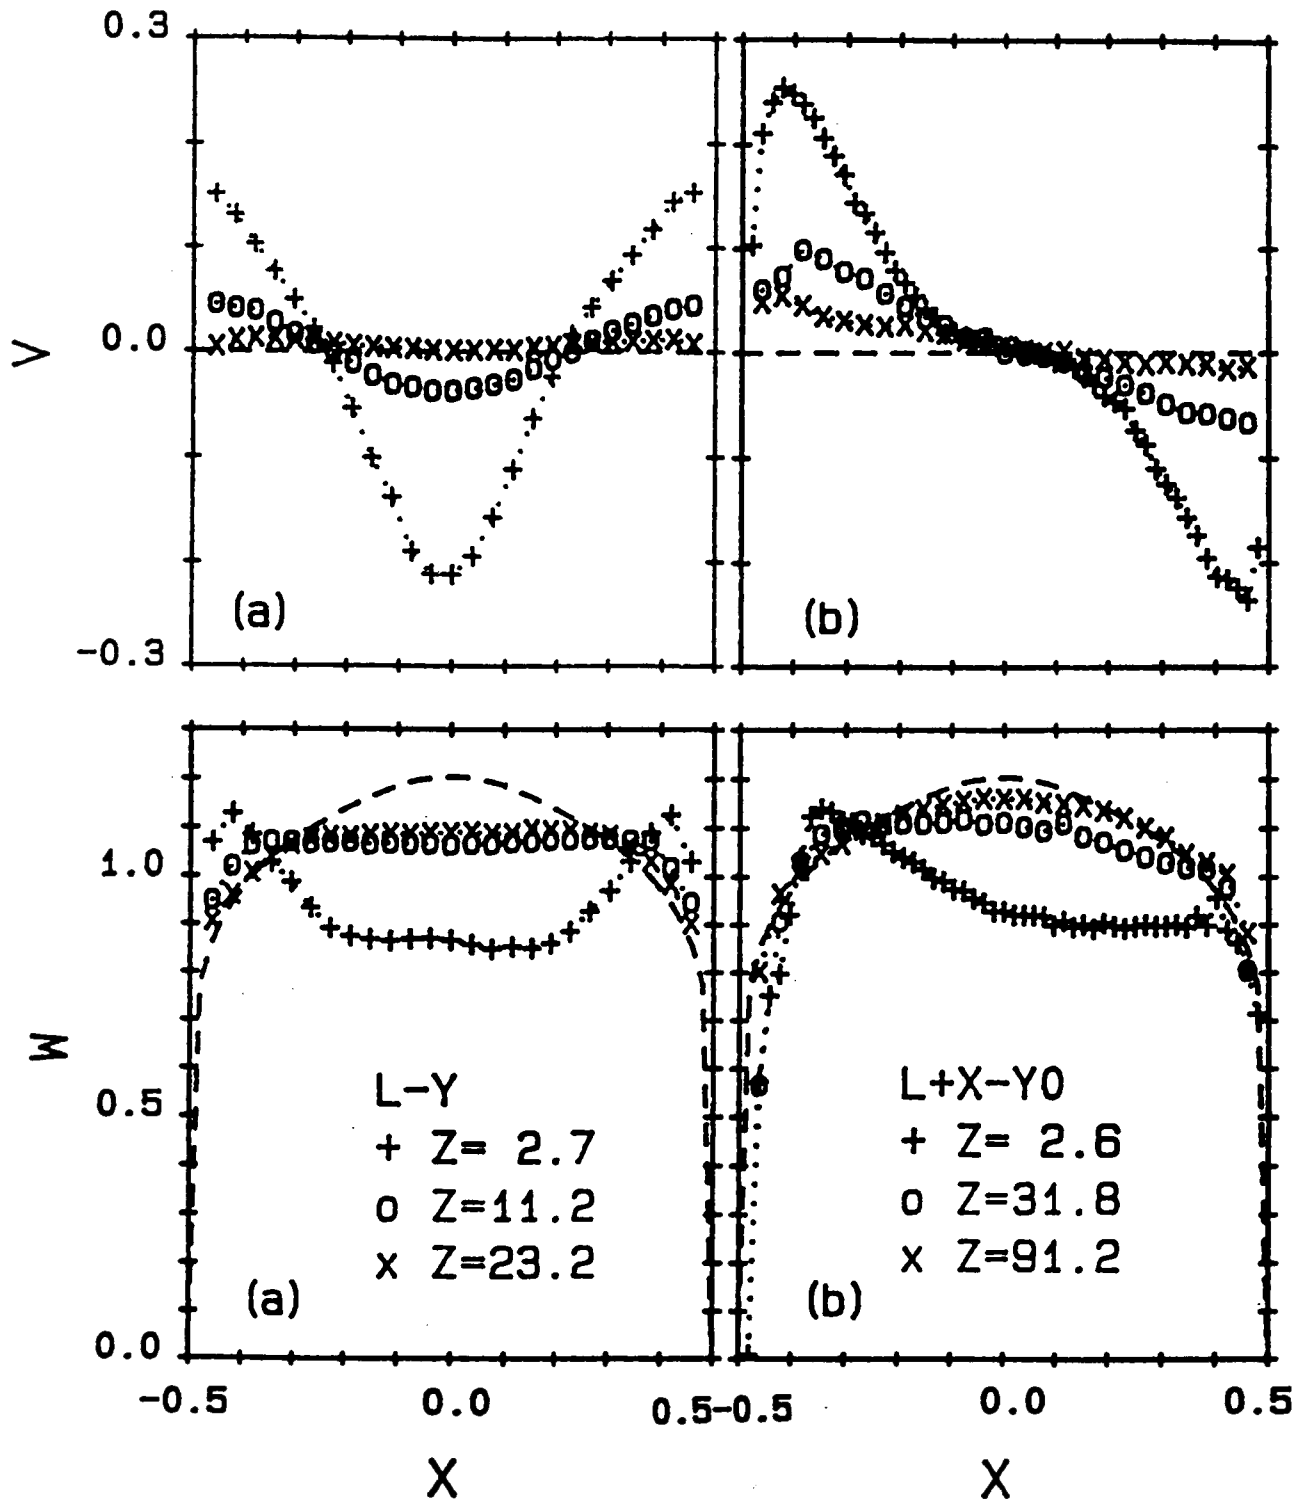 0.3
V
0.0
-0.3
(a)
(b)
W
1.0
0.5
0.0
L-Y
+ Z= 2.7
o Z=11.2
x Z=23.2
(a)
L+X-Y0
+ Z= 2.6
o Z=31.8
x Z=91.2
(b)
-0.5 0.0 0.5 -0.5 0.0 0.5
X X